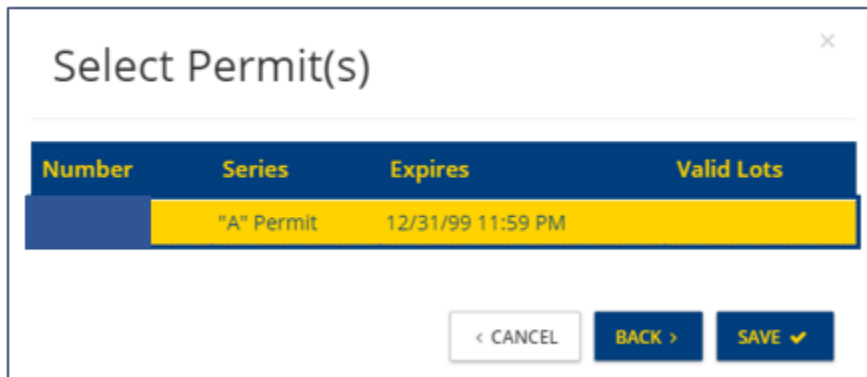 ×
Select Permit(s)
Number Series Expires Valid Lots
"A" Permit 12/31/99 11:59 PM
‹ CANCEL BACK › SAVE ✔